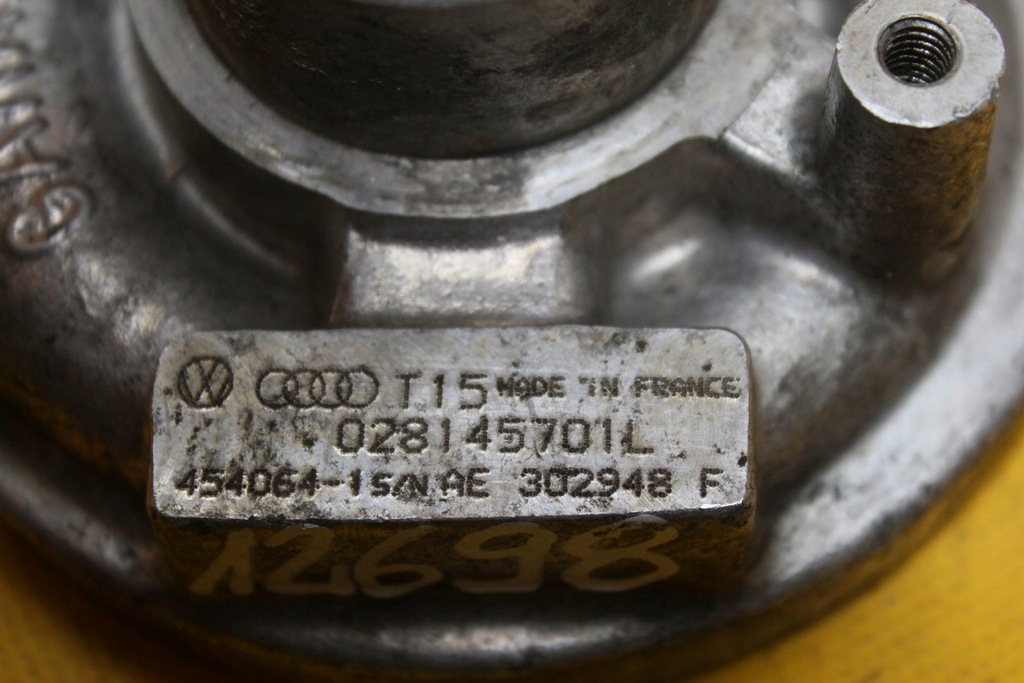 T15 MADE IN FRANCE
028145701L
454064-1 S/N AE 302948 F
12698